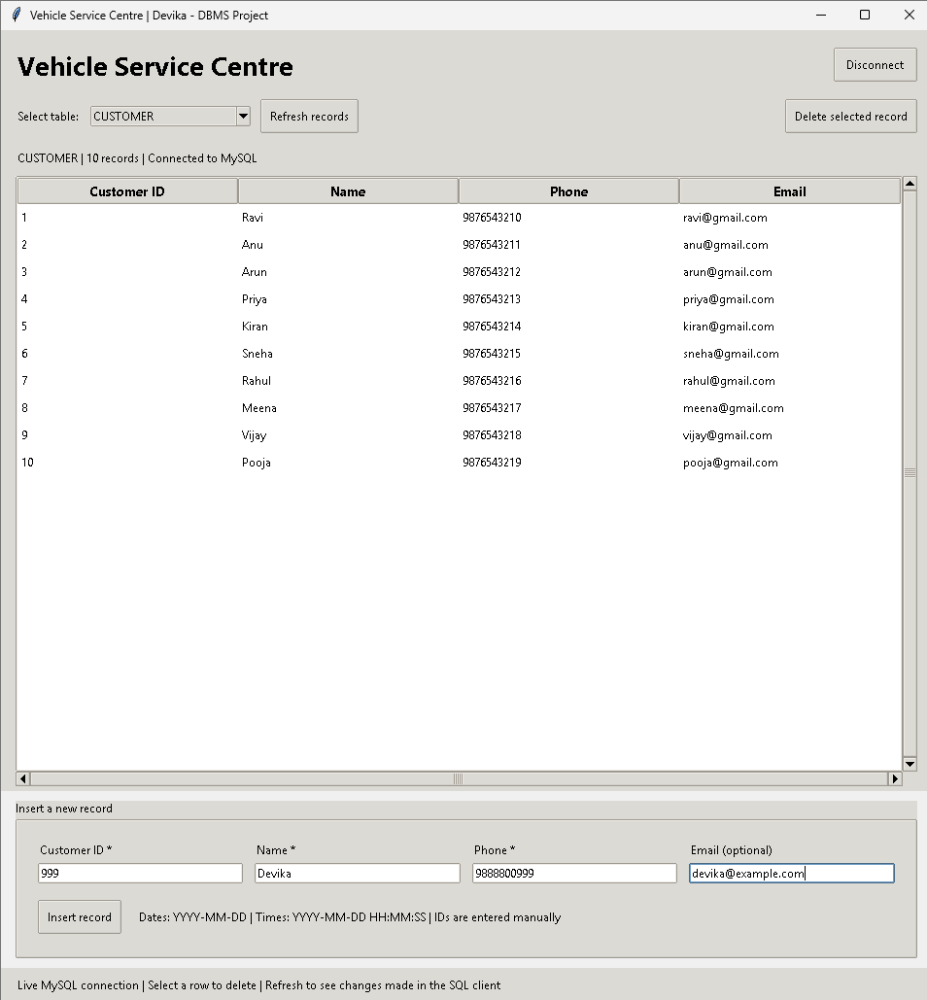 Vehicle Service Centre | Devika - DBMS Project
Vehicle Service Centre
Disconnect
Select table: CUSTOMER Refresh records Delete selected record
CUSTOMER | 10 records | Connected to MySQL
Customer ID Name Phone Email
1 Ravi 9876543210 ravi@gmail.com
2 Anu 9876543211 anu@gmail.com
3 Arun 9876543212 arun@gmail.com
4 Priya 9876543213 priya@gmail.com
5 Kiran 9876543214 kiran@gmail.com
6 Sneha 9876543215 sneha@gmail.com
7 Rahul 9876543216 rahul@gmail.com
8 Meena 9876543217 meena@gmail.com
9 Vijay 9876543218 vijay@gmail.com
10 Pooja 9876543219 pooja@gmail.com
Insert a new record
Customer ID * Name * Phone * Email (optional)
999 Devika 9888800999 devika@example.com
Insert record Dates: YYYY-MM-DD | Times: YYYY-MM-DD HH:MM:SS | IDs are entered manually
Live MySQL connection | Select a row to delete | Refresh to see changes made in the SQL client